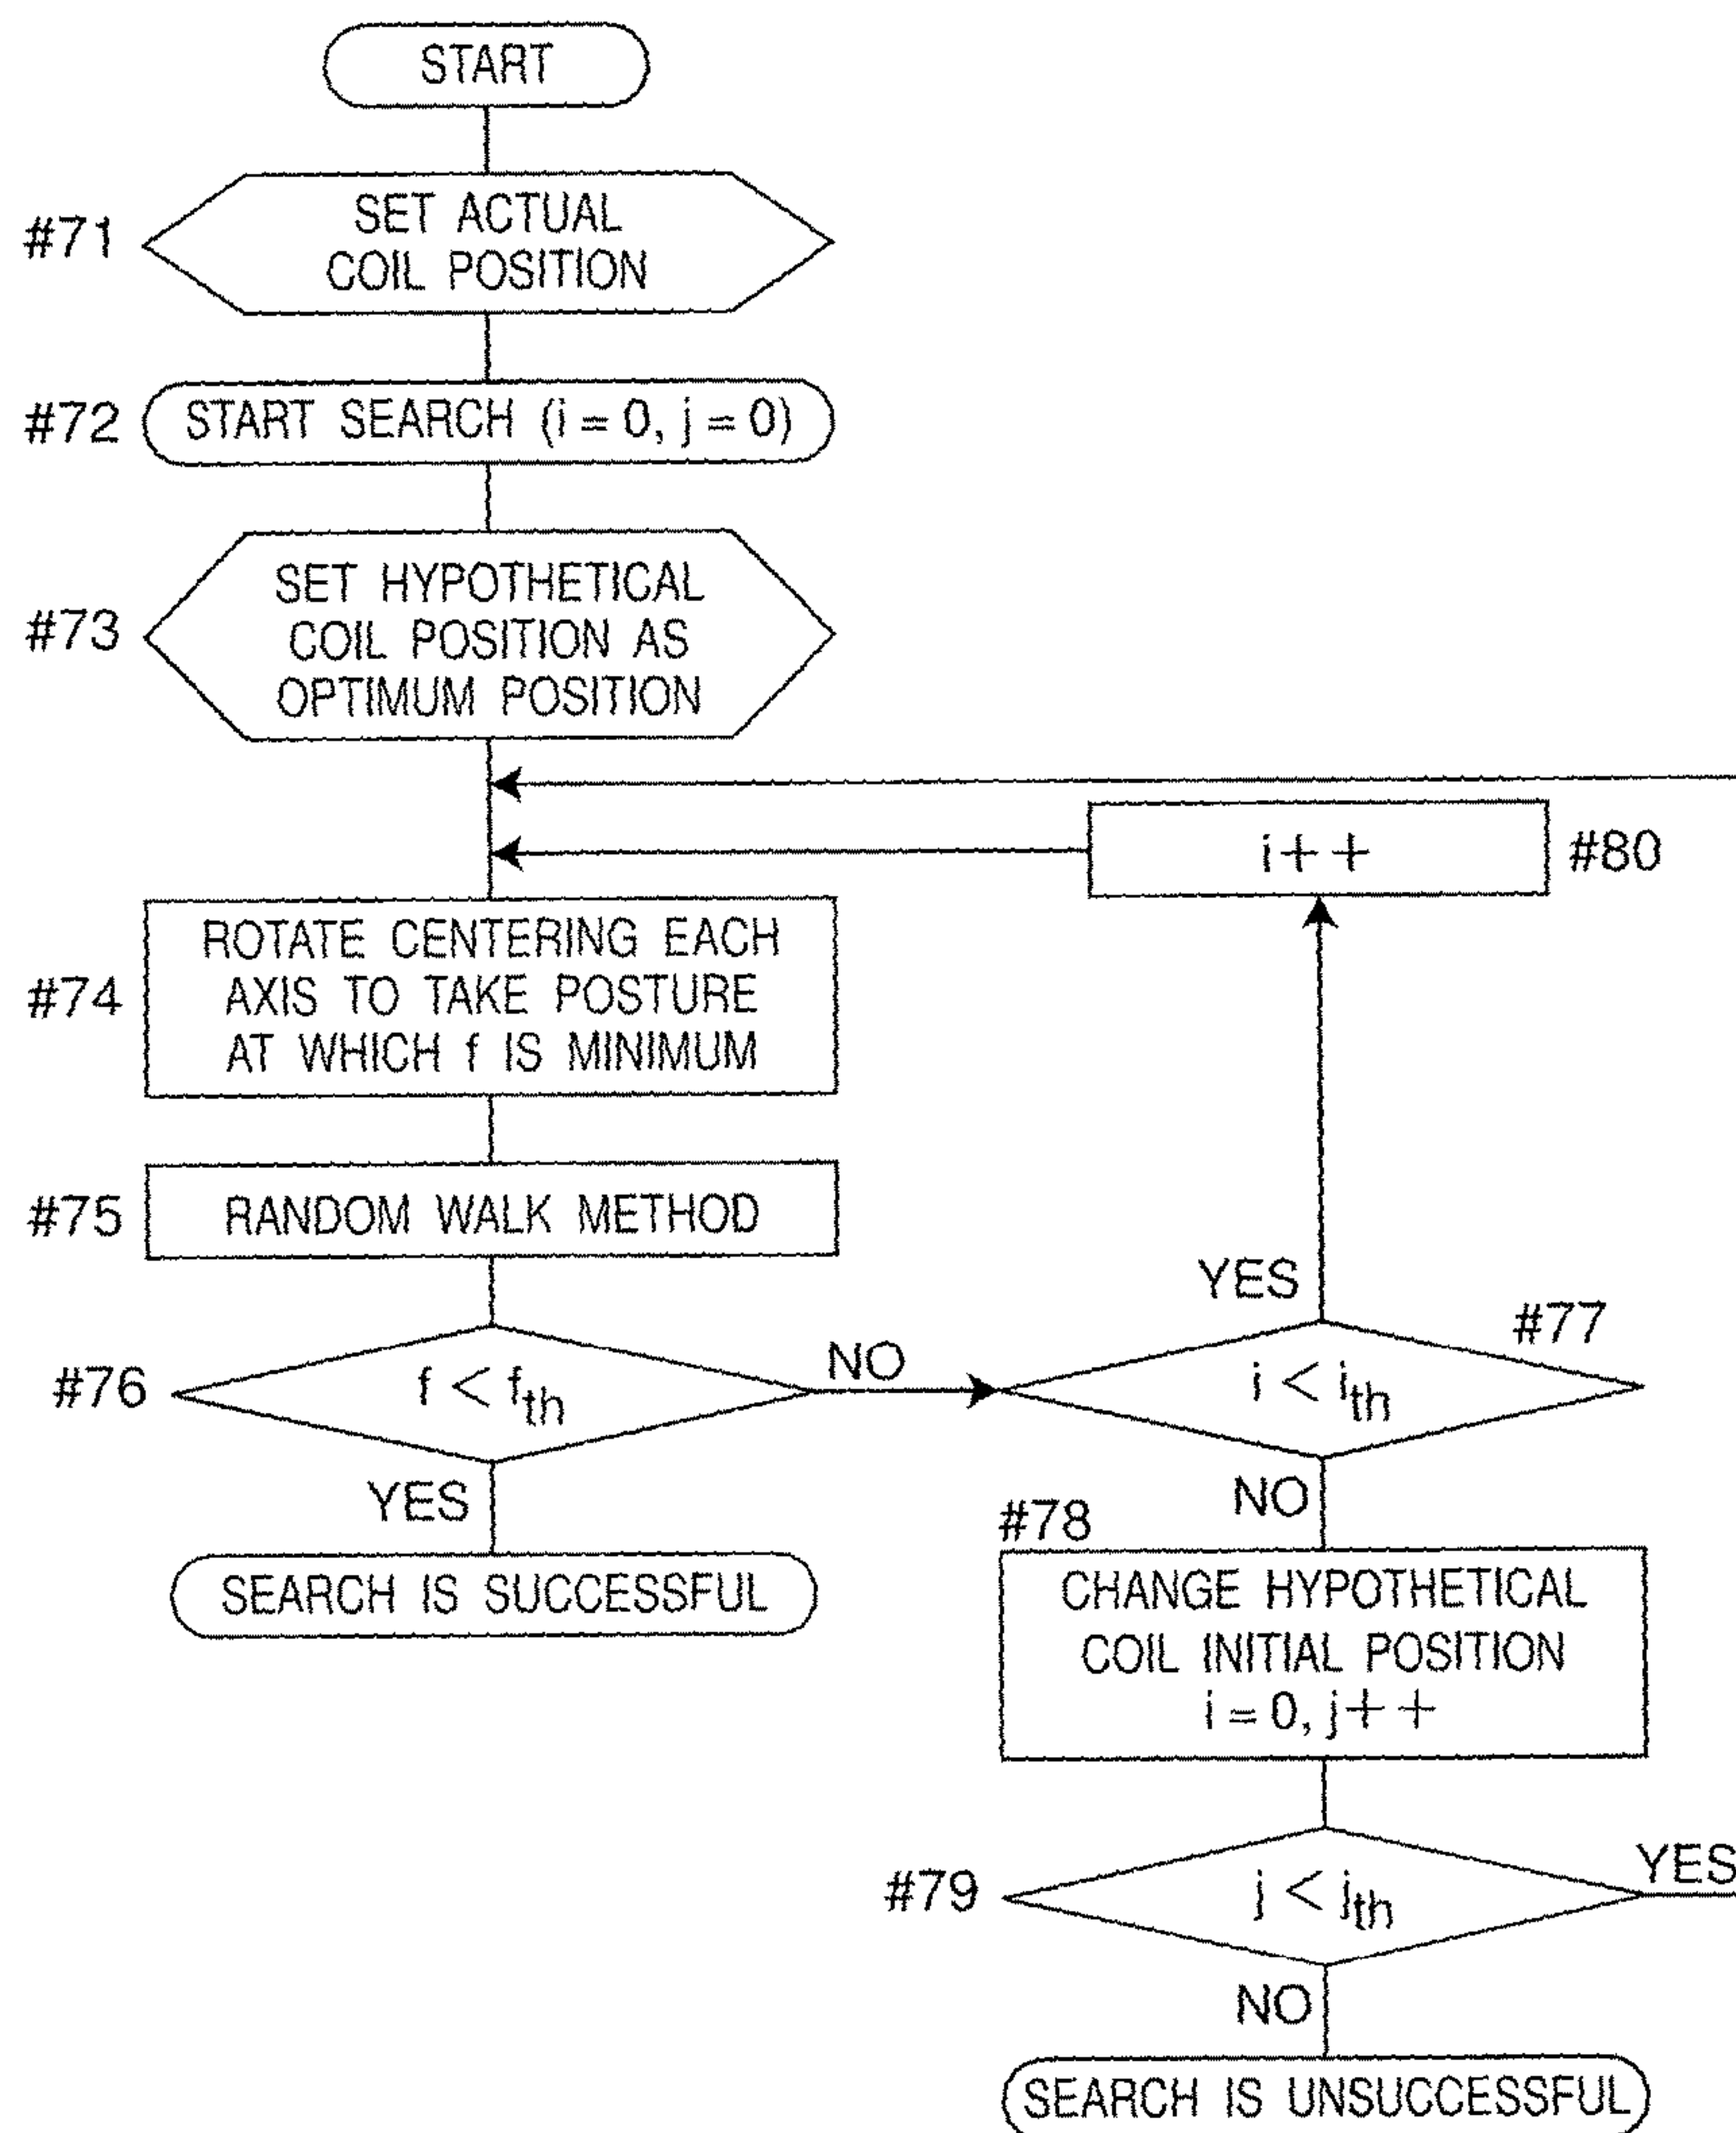 START
#71
SET ACTUAL
COIL POSITION
#72
START SEARCH (i = 0, j = 0)
#73
SET HYPOTHETICAL
COIL POSITION AS
OPTIMUM POSITION
i++
#80
#74
ROTATE CENTERING EACH
AXIS TO TAKE POSTURE
AT WHICH f IS MINIMUM
#75
RANDOM WALK METHOD
#76
f < fth
NO
YES
SEARCH IS SUCCESSFUL
YES
#77
i < ith
NO
#78
CHANGE HYPOTHETICAL
COIL INITIAL POSITION
i = 0, j++
#79
j < jth
YES
NO
SEARCH IS UNSUCCESSFUL